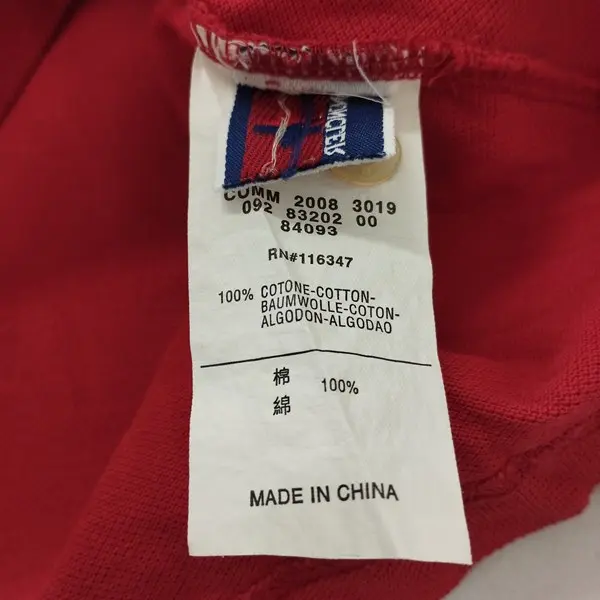 MONCLER
COMM 2008 3019
092 83202 00
84093
RN#116347
100% COTONE-COTTON-
BAUMWOLLE-COTON-
ALGODON-ALGODAO
棉 100%
綿
MADE IN CHINA